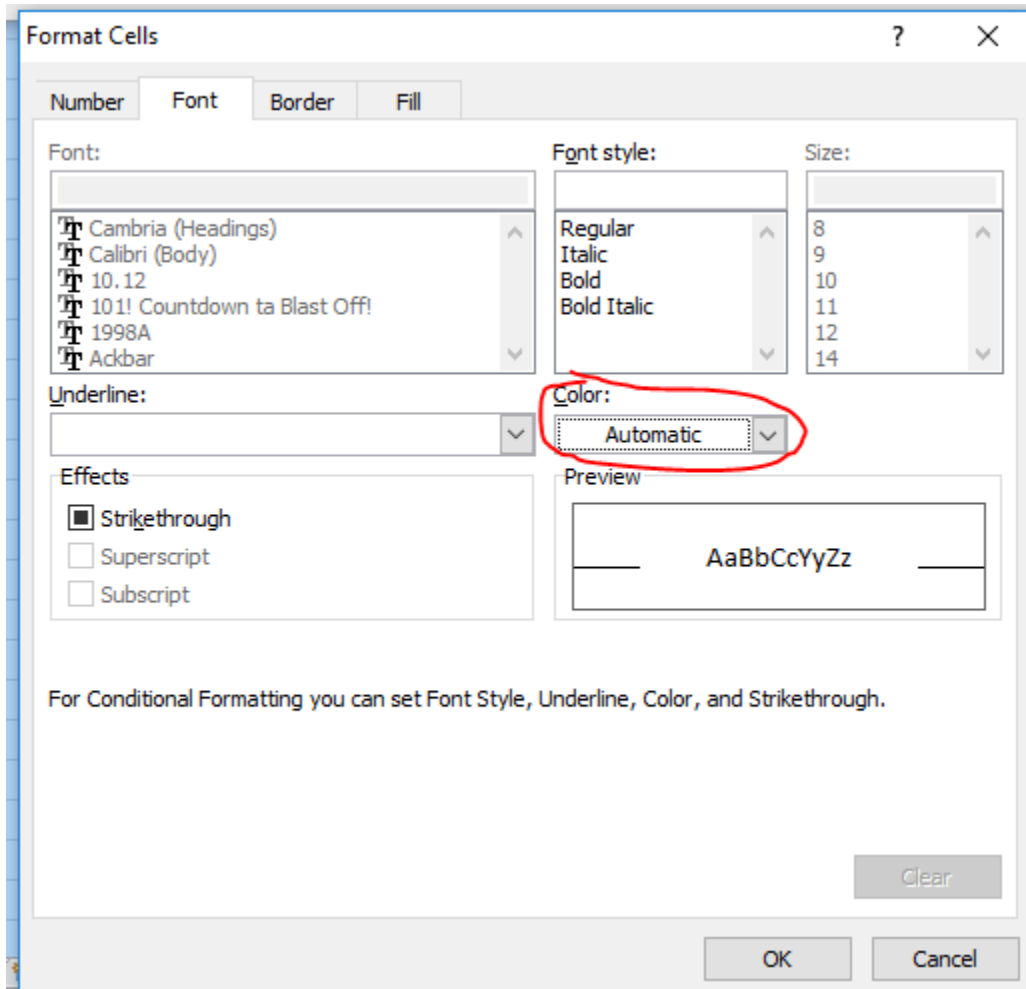 Format Cells ?
Number Font Border Fill
Font: Font style: Size:
Cambria (Headings) Regular 8
Calibri (Body) Italic 9
10.12 Bold 10
101! Countdown ta Blast Off! Bold Italic 11
1998A 12
Ackbar 14
Underline: Color:
Automatic
Effects Preview
Strikethrough
Superscript AaBbCcYyZz
Subscript
For Conditional Formatting you can set Font Style, Underline, Color, and Strikethrough.
Clear
OK Cancel